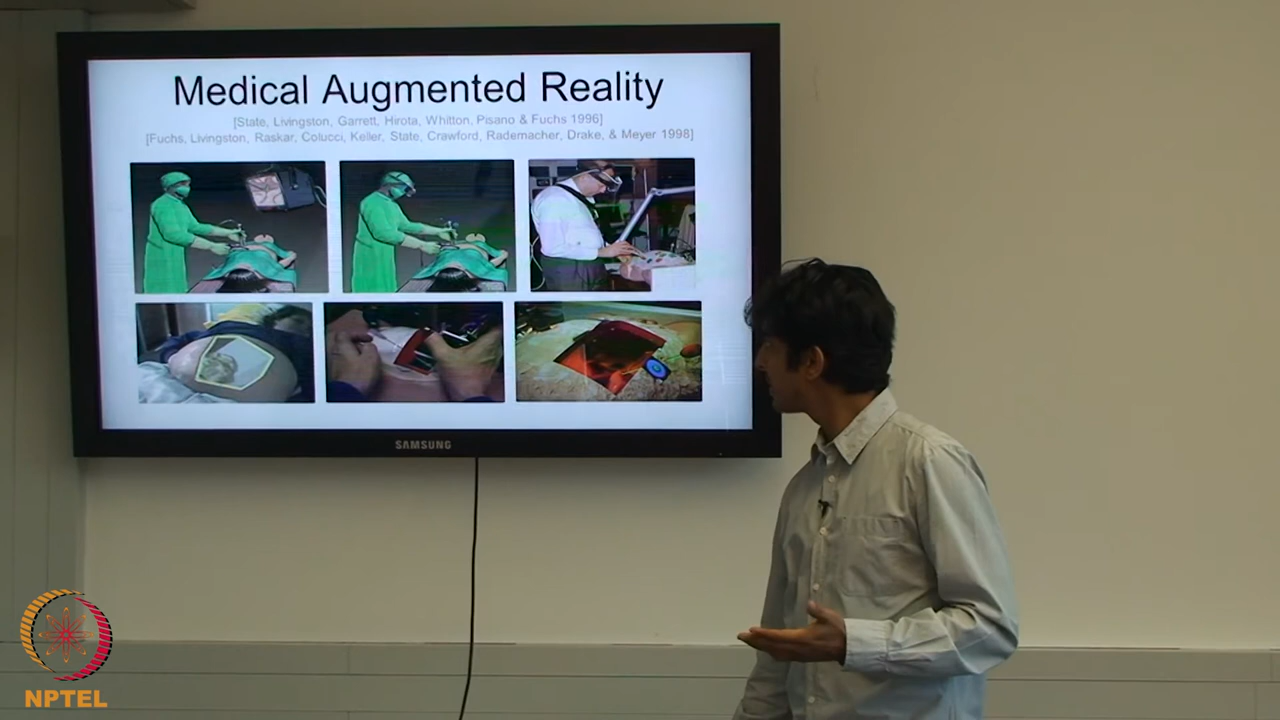 Medical Augmented Reality
[State, Livingston, Garrett, Hirota, Whitton, Pisano & Fuchs 1996]
[Fuchs, Livingston, Raskar, Colucci, Keller, State, Crawford, Rademacher, Drake, & Meyer 1998]
SAMSUNG
NPTEL